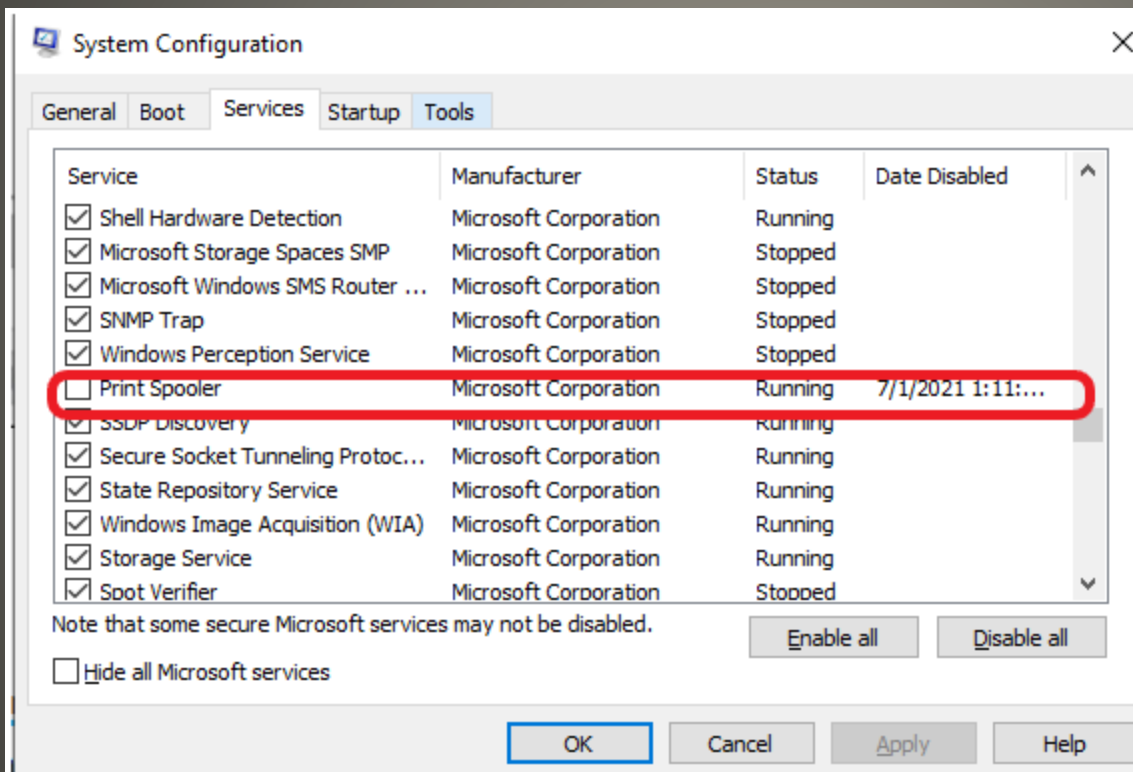 System Configuration
General Boot Services Startup Tools
Service Manufacturer Status Date Disabled
Shell Hardware Detection Microsoft Corporation Running
Microsoft Storage Spaces SMP Microsoft Corporation Stopped
Microsoft Windows SMS Router ... Microsoft Corporation Stopped
SNMP Trap Microsoft Corporation Stopped
Windows Perception Service Microsoft Corporation Stopped
Print Spooler Microsoft Corporation Running 7/1/2021 1:11:...
SSDP Discovery Microsoft Corporation Running
Secure Socket Tunneling Protoc... Microsoft Corporation Running
State Repository Service Microsoft Corporation Running
Windows Image Acquisition (WIA) Microsoft Corporation Running
Storage Service Microsoft Corporation Running
Spot Verifier Microsoft Corporation Stopped
Note that some secure Microsoft services may not be disabled.
Enable all Disable all
Hide all Microsoft services
OK Cancel Apply Help